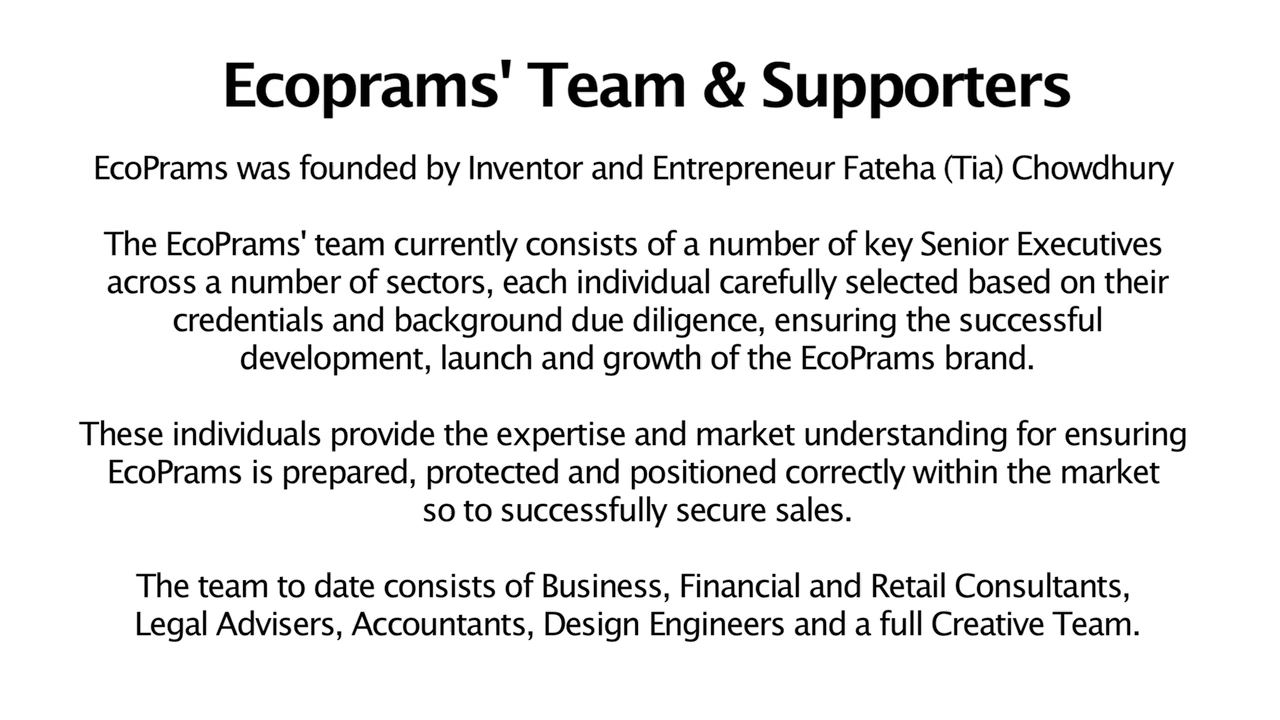 Ecoprams' Team & Supporters
EcoPrams was founded by Inventor and Entrepreneur Fateha (Tia) Chowdhury
The EcoPrams' team currently consists of a number of key Senior Executives
across a number of sectors, each individual carefully selected based on their
credentials and background due diligence, ensuring the successful
development, launch and growth of the EcoPrams brand.
These individuals provide the expertise and market understanding for ensuring
EcoPrams is prepared, protected and positioned correctly within the market
so to successfully secure sales.
The team to date consists of Business, Financial and Retail Consultants,
Legal Advisers, Accountants, Design Engineers and a full Creative Team.